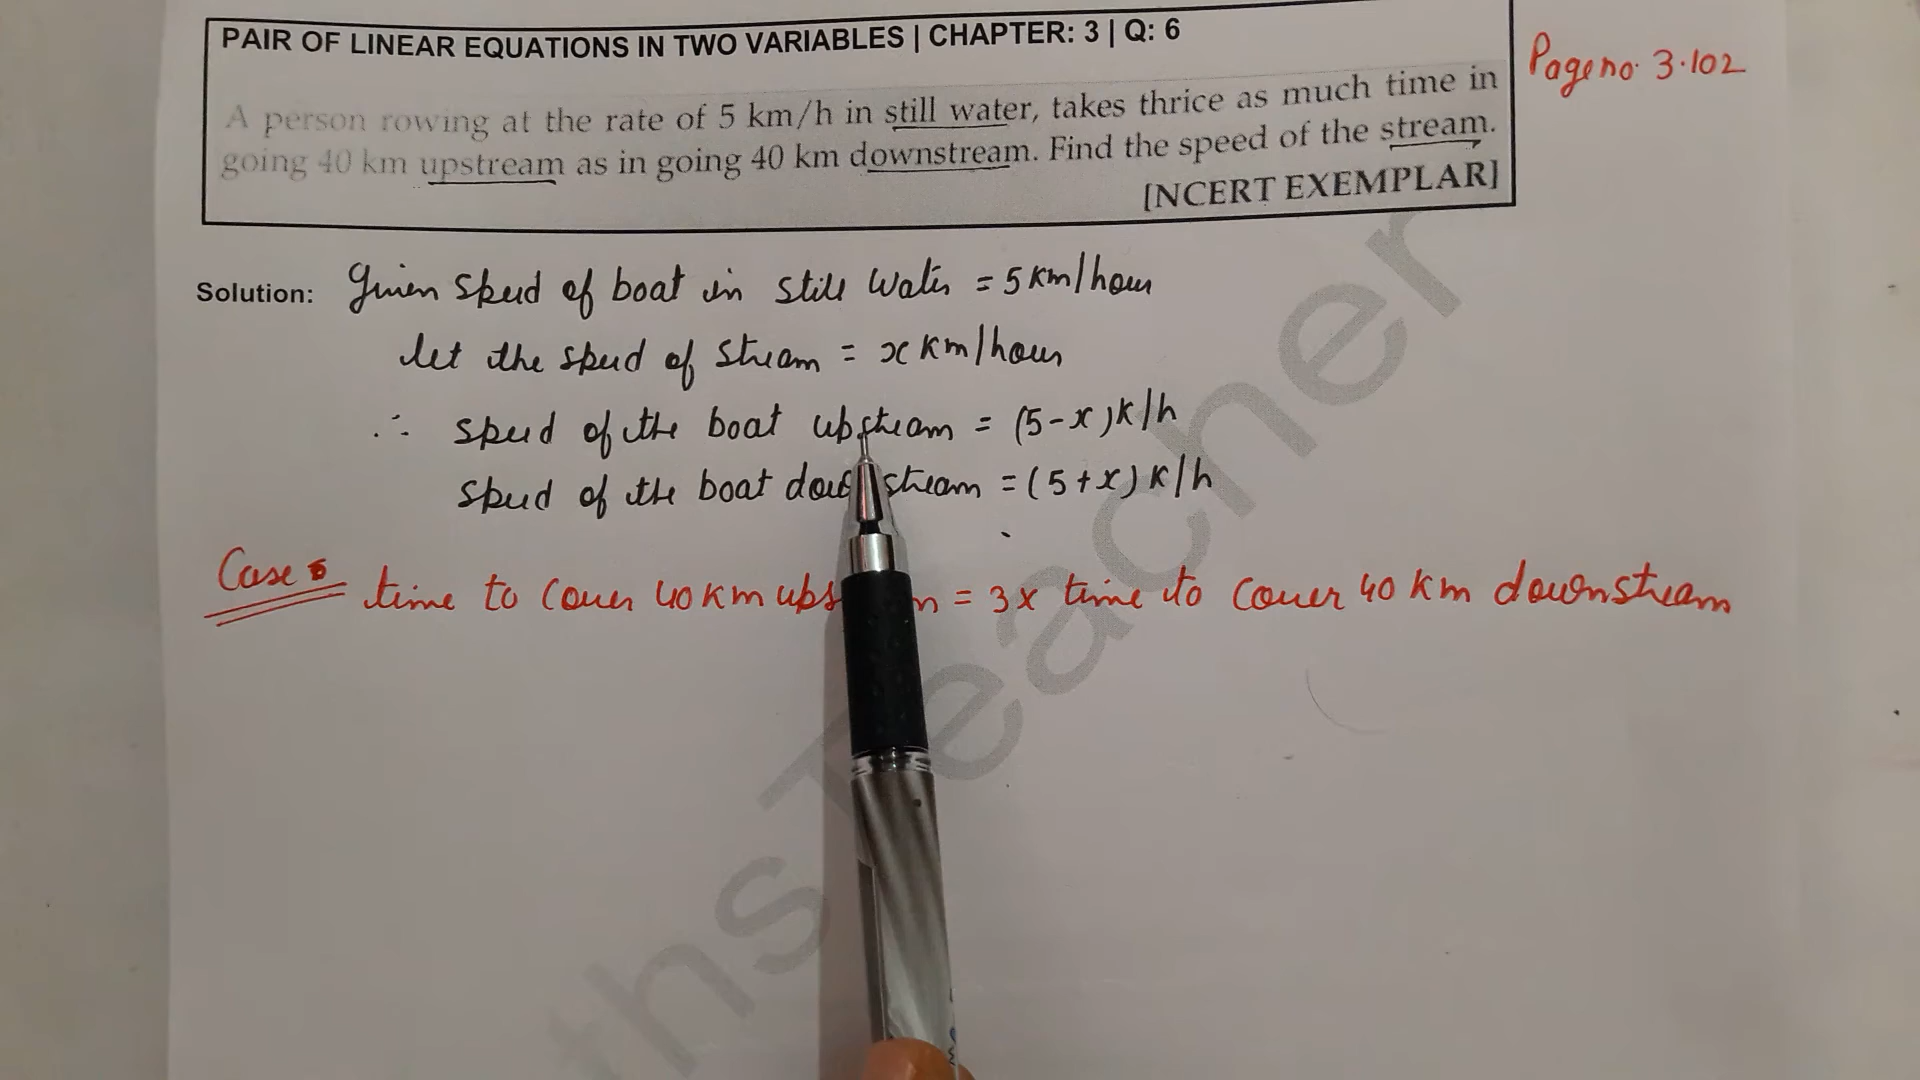 PAIR OF LINEAR EQUATIONS IN TWO VARIABLES | CHAPTER: 3 | Q: 6
Page no. 3.102
A person rowing at the rate of 5 km/h in still water, takes thrice as much time in
going 40 km upstream as in going 40 km downstream. Find the speed of the stream.
[NCERT EXEMPLAR]
Solution: Given speed of boat in still water = 5 km/hour
let the speed of stream = x km/hour
∴ speed of the boat upstream = (5-x) k/h
speed of the boat downstream = (5+x) k/h
Case: time to cover 40 km upstream = 3 x time to cover 40 km downstream
ths Teacher